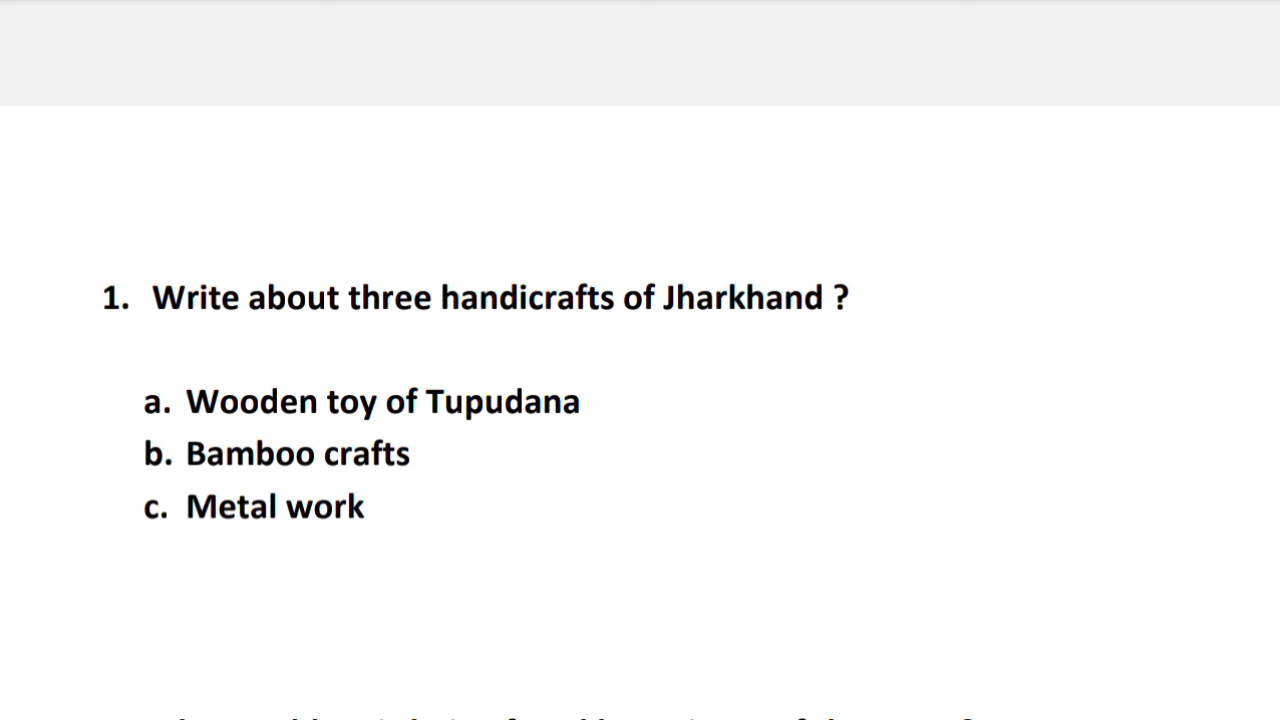 1. Write about three handicrafts of Jharkhand ?
a. Wooden toy of Tupudana
b. Bamboo crafts
c. Metal work